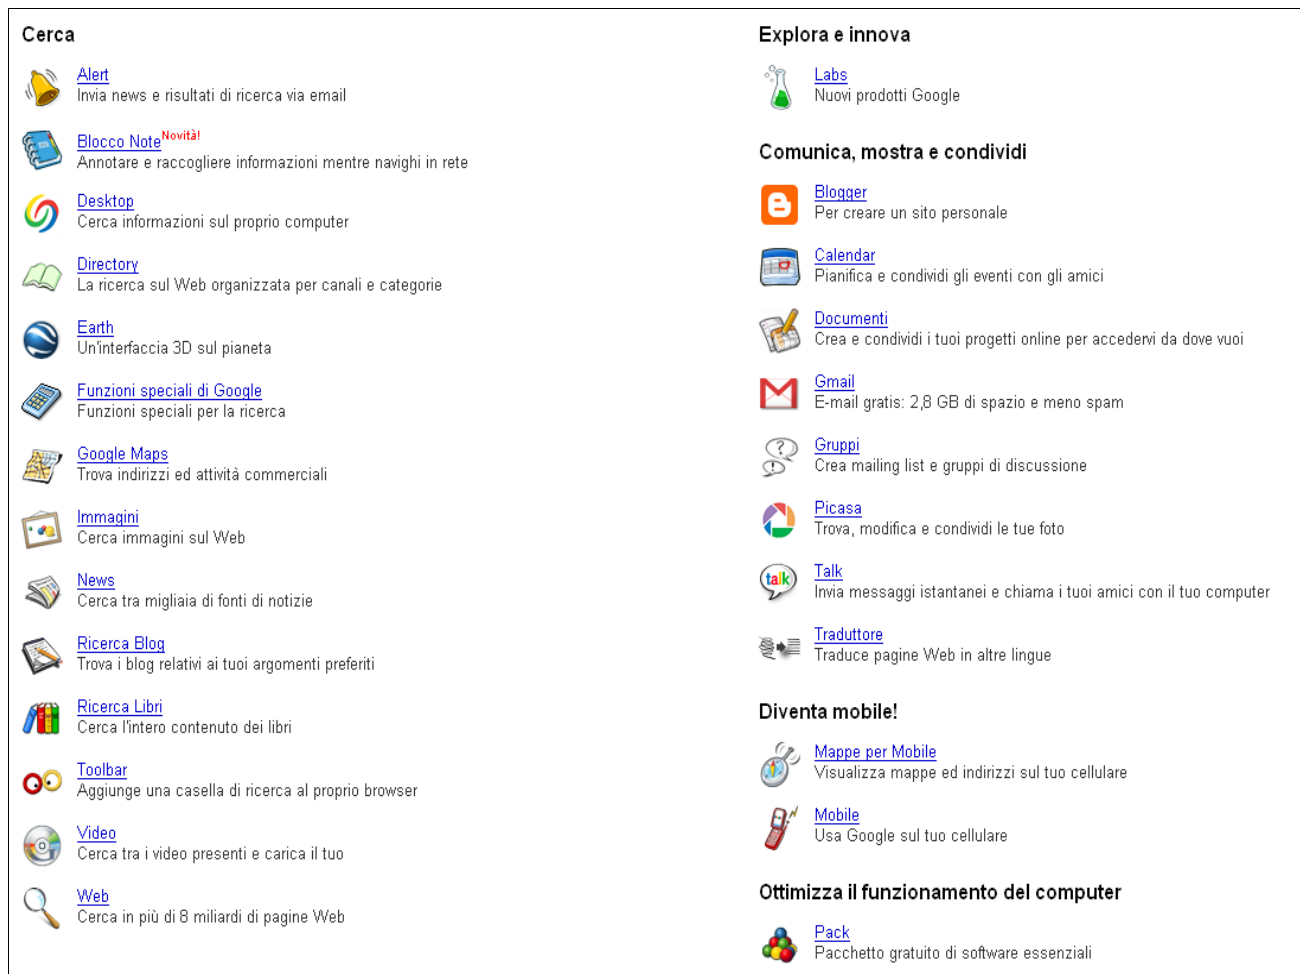 Cerca
Alert
Invia news e risultati di ricerca via email
Blocco Note Novità!
Annotare e raccogliere informazioni mentre navighi in rete
Desktop
Cerca informazioni sul proprio computer
Directory
La ricerca sul Web organizzata per canali e categorie
Earth
Un'interfaccia 3D sul pianeta
Funzioni speciali di Google
Funzioni speciali per la ricerca
Google Maps
Trova indirizzi ed attività commerciali
Immagini
Cerca immagini sul Web
News
Cerca tra migliaia di fonti di notizie
Ricerca Blog
Trova i blog relativi ai tuoi argomenti preferiti
Ricerca Libri
Cerca l'intero contenuto dei libri
Toolbar
Aggiunge una casella di ricerca al proprio browser
Video
Cerca tra i video presenti e carica il tuo
Web
Cerca in più di 8 miliardi di pagine Web
Explora e innova
Labs
Nuovi prodotti Google
Comunica, mostra e condividi
Blogger
Per creare un sito personale
Calendar
Pianifica e condividi gli eventi con gli amici
Documenti
Crea e condividi i tuoi progetti online per accedervi da dove vuoi
Gmail
E-mail gratis: 2,8 GB di spazio e meno spam
Gruppi
Crea mailing list e gruppi di discussione
Picasa
Trova, modifica e condividi le tue foto
talk
Talk
Invia messaggi istantanei e chiama i tuoi amici con il tuo computer
Traduttore
Traduce pagine Web in altre lingue
Diventa mobile!
Mappe per Mobile
Visualizza mappe ed indirizzi sul tuo cellulare
Mobile
Usa Google sul tuo cellulare
Ottimizza il funzionamento del computer
Pack
Pacchetto gratuito di software essenziali